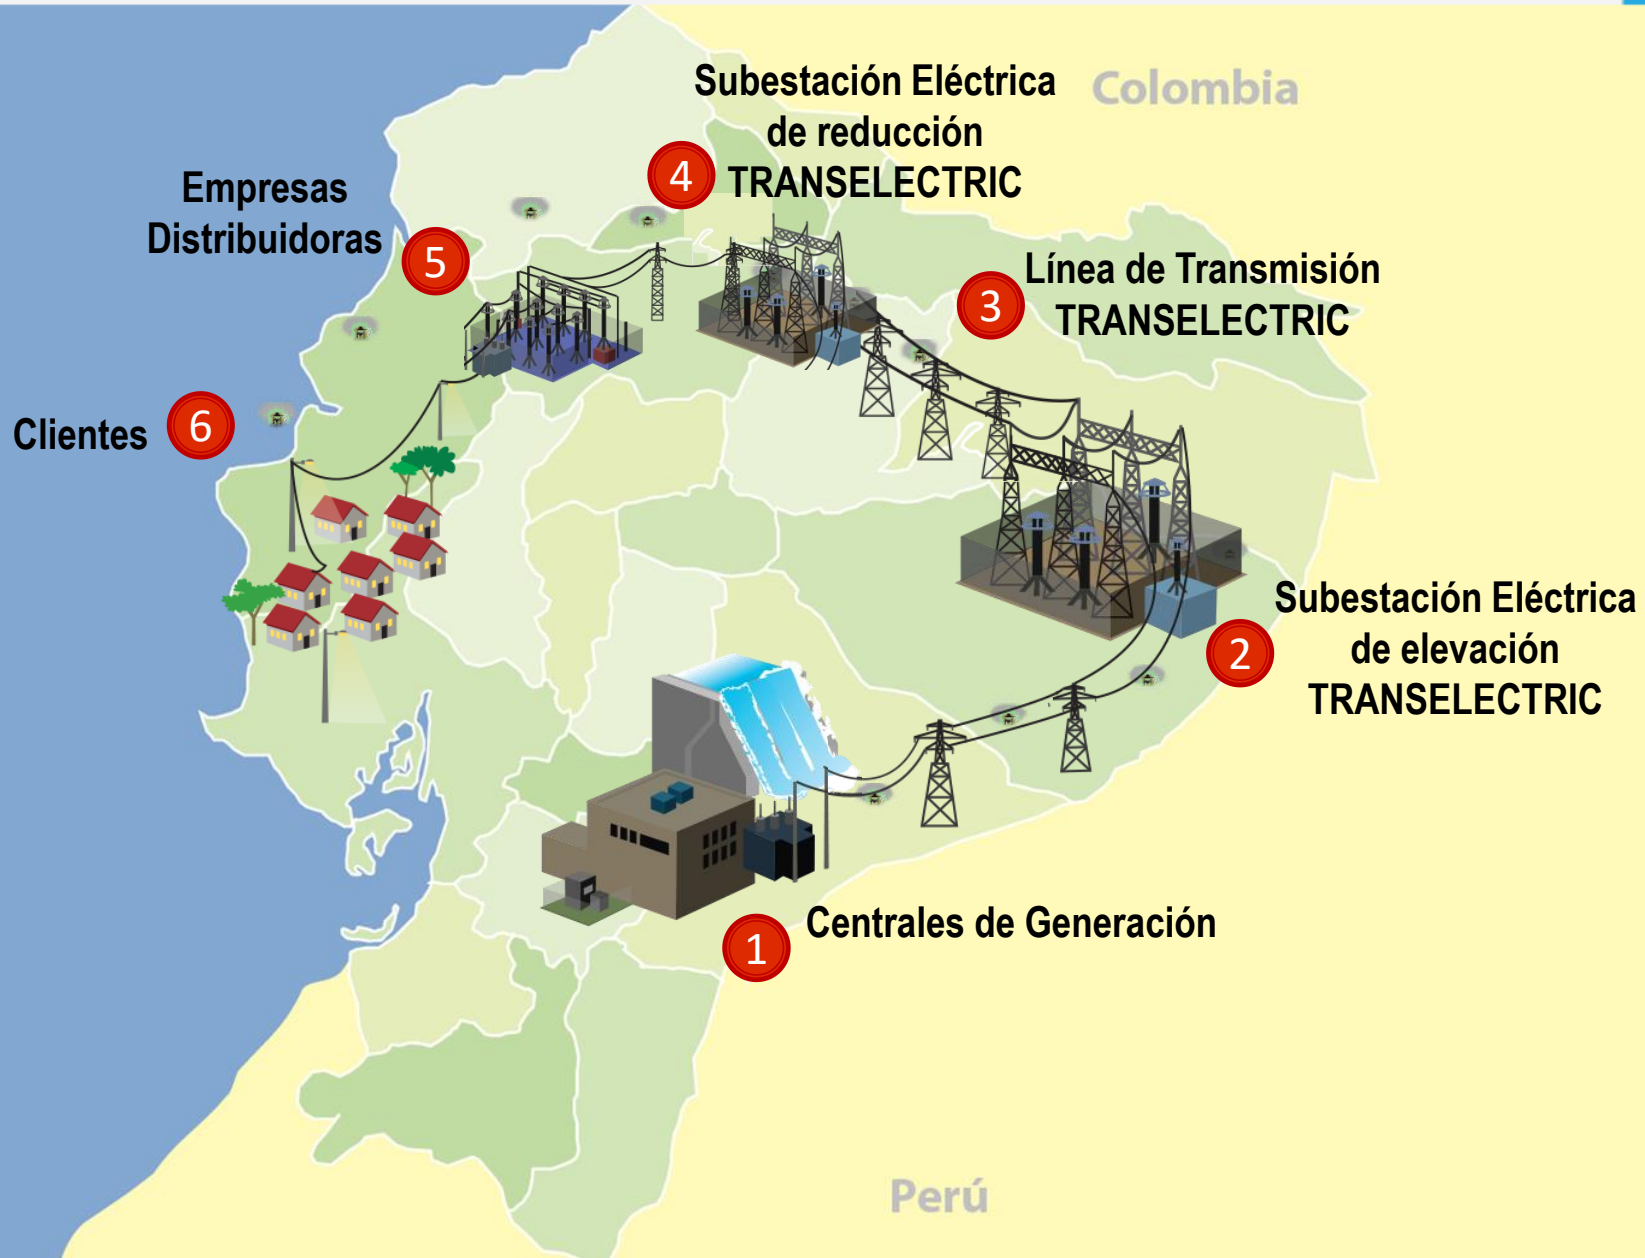 Colombia
Subestación Eléctrica
de reducción
TRANSELECTRIC
4
Empresas
Distribuidoras
5
Línea de Transmisión
TRANSELECTRIC
3
Clientes
6
Subestación Eléctrica
de elevación
TRANSELECTRIC
2
Centrales de Generación
1
Perú